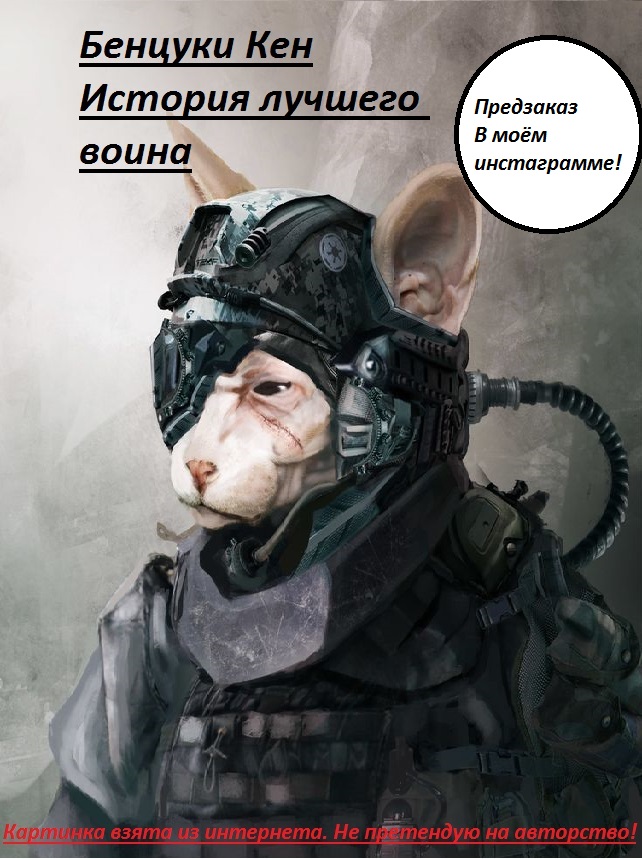 Бенцуки Кен
История лучшего
воина
Предзаказ
В моём
инстаграмме!
Картинка взята из интернета. Не претендую на авторство!